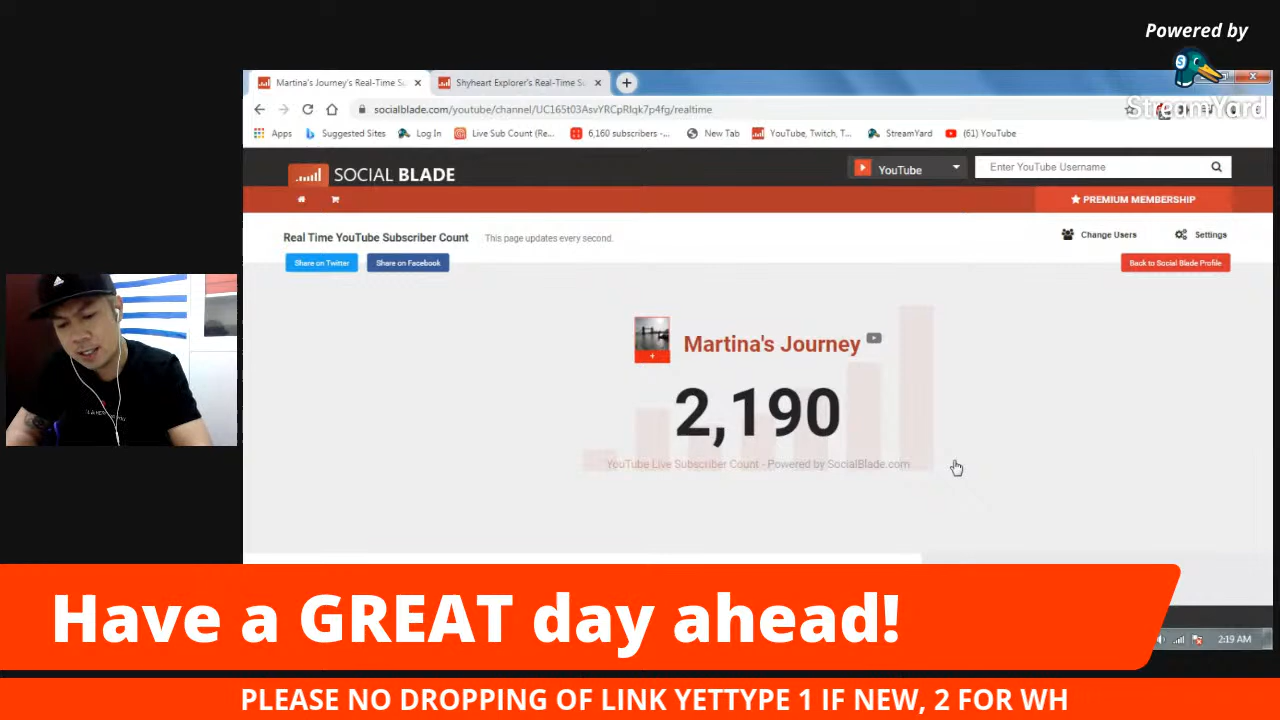 Powered by
StreamYard
Martina's Journey's Real-Time Su
Shyheart Explorer's Real-Time Su
socialblade.com/youtube/channel/UC165t03AsvYRCpRlqk7p4fg/realtime
Apps
Suggested Sites
Log In
Live Sub Count (Re...
6,160 subscribers -...
New Tab
YouTube, Twitch, T...
StreamYard
(61) YouTube
SOCIAL BLADE
YouTube
Enter YouTube Username
PREMIUM MEMBERSHIP
Real Time YouTube Subscriber Count
This page updates every second.
Change Users
Settings
Share on Twitter
Share on Facebook
Back to Social Blade Profile
Martina's Journey
2,190
YouTube Live Subscriber Count - Powered by SocialBlade.com
Have a GREAT day ahead!
2:19 AM
PLEASE NO DROPPING OF LINK YETTYPE 1 IF NEW, 2 FOR WH